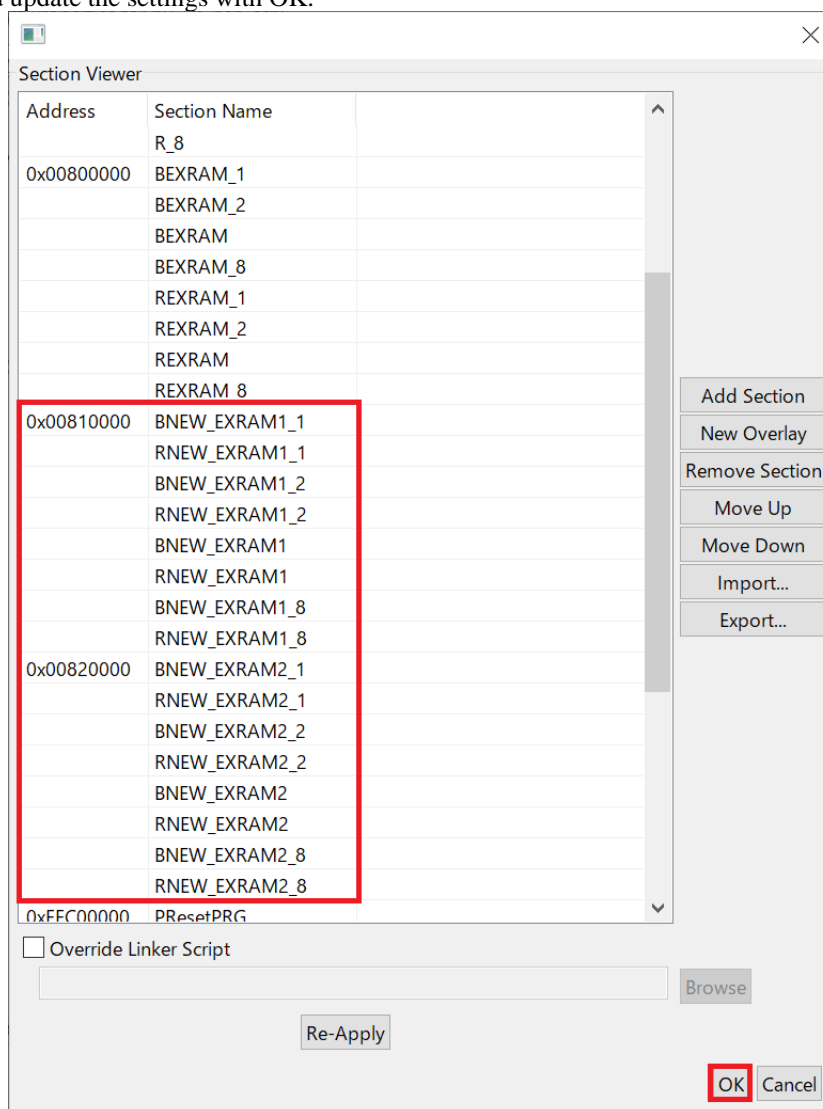 update the settings with OK.
Section Viewer
Address Section Name
R_8
0x00800000 BEXRAM_1
BEXRAM_2
BEXRAM
BEXRAM_8
REXRAM_1
REXRAM_2
REXRAM
REXRAM_8
0x00810000 BNEW_EXRAM1_1
RNEW_EXRAM1_1
BNEW_EXRAM1_2
RNEW_EXRAM1_2
BNEW_EXRAM1
RNEW_EXRAM1
BNEW_EXRAM1_8
RNEW_EXRAM1_8
0x00820000 BNEW_EXRAM2_1
RNEW_EXRAM2_1
BNEW_EXRAM2_2
RNEW_EXRAM2_2
BNEW_EXRAM2
RNEW_EXRAM2
BNEW_EXRAM2_8
RNEW_EXRAM2_8
0xFFC00000 PResetPRG
Add Section
New Overlay
Remove Section
Move Up
Move Down
Import...
Export...
Override Linker Script
Browse
Re-Apply
OK Cancel